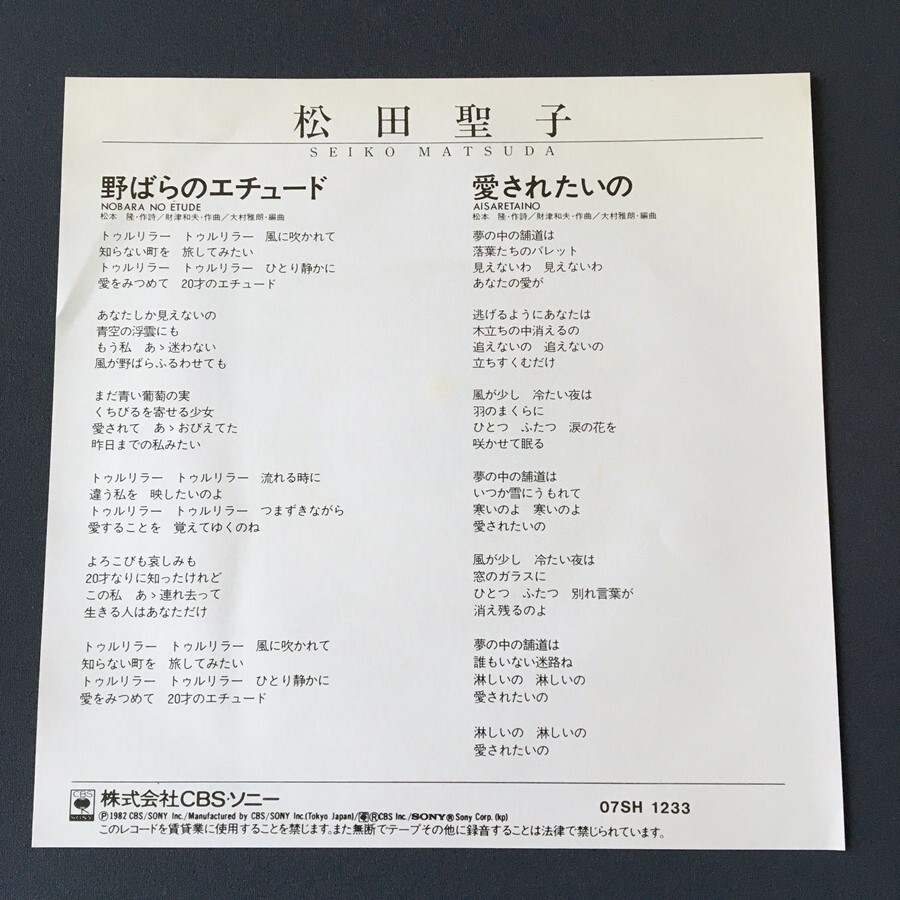 松田聖子
SEIKO MATSUDA
野ばらのエチュード
NOBARA NO ETUDE
松本 隆・作詩/財津和夫・作曲/大村雅朗・編曲
トゥルリラー トゥルリラー 風に吹かれて
知らない町を 旅してみたい
トゥルリラー トゥルリラー ひとり静かに
愛をみつめて 20才のエチュード
あなたしか見えないの
青空の浮雲にも
もう私 あゝ迷わない
風が野ばらふるわせても
まだ青い葡萄の実
くちびるを寄せる少女
愛されて あゝおびえてた
昨日までの私みたい
トゥルリラー トゥルリラー 流れる時に
違う私を 映したいのよ
トゥルリラー トゥルリラー つまずきながら
愛することを 覚えてゆくのね
よろこびも哀しみも
20才なりに知ったけれど
この私 あゝ連れ去って
生きる人はあなただけ
トゥルリラー トゥルリラー 風に吹かれて
知らない町を 旅してみたい
トゥルリラー トゥルリラー ひとり静かに
愛をみつめて 20才のエチュード
愛されたいの
AISARETAINO
松本 隆・作詩/財津和夫・作曲/大村雅朗・編曲
夢の中の舗道は
落葉たちのパレット
見えないわ 見えないわ
あなたの愛が
逃げるようにあなたは
木立ちの中消えるの
追えないの 追えないの
立ちすくむだけ
風が少し 冷たい夜は
羽のまくらに
ひとつ ふたつ 涙の花を
咲かせて眠る
夢の中の舗道は
いつか雪にうもれて
寒いのよ 寒いのよ
愛されたいの
風が少し 冷たい夜は
窓のガラスに
ひとつ ふたつ 別れ言葉が
消え残るのよ
夢の中の舗道は
誰もいない迷路ね
淋しいの 淋しいの
愛されたいの
淋しいの 淋しいの
愛されたいの
CBS
SONY
株式会社CBS・ソニー
07SH 1233
Ⓟ1982 CBS/SONY Inc./Manufactured by CBS/SONY Inc.(Tokyo Japan)/®CBS Inc./SONY®Sony Corp. (kp)
このレコードを賃貸業に使用することを禁じます。また無断でテープその他に録音することは法律で禁じられています。